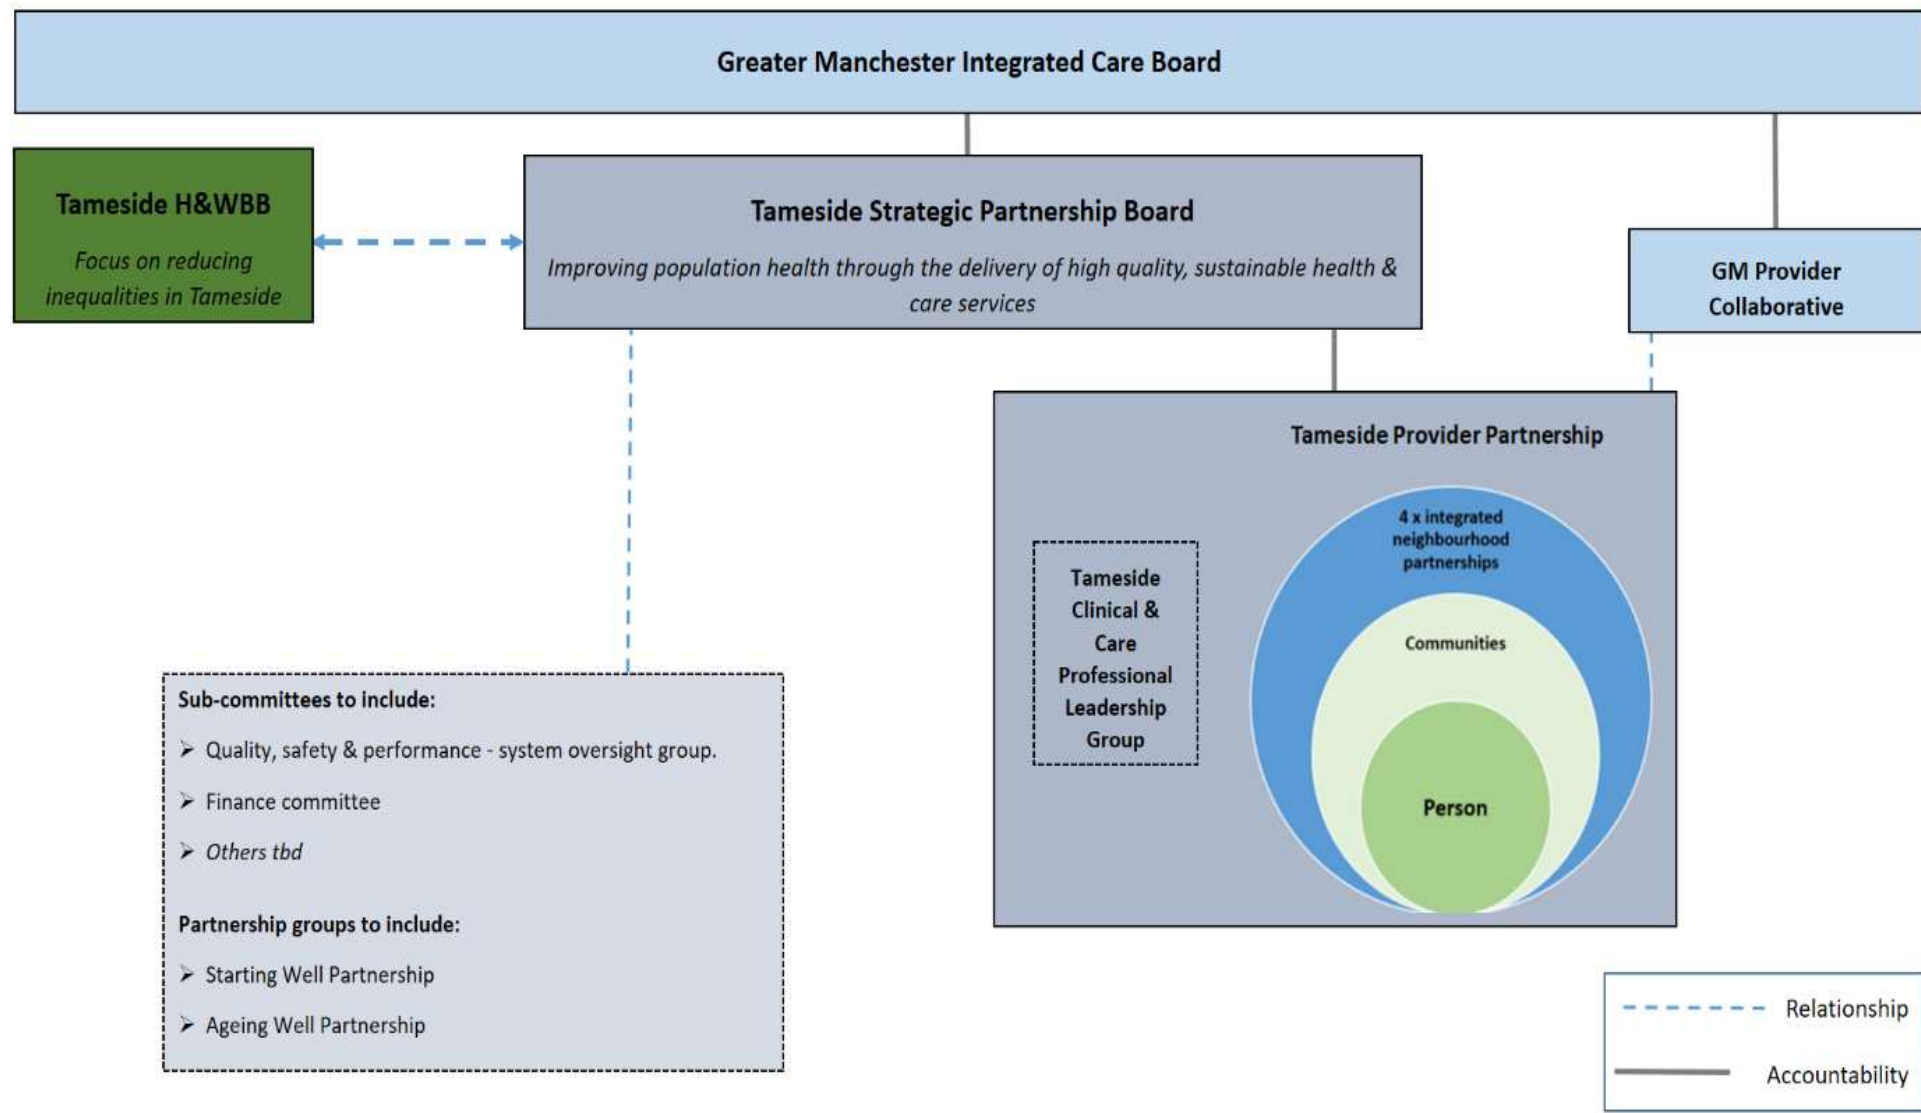 Greater Manchester Integrated Care Board
Tameside H&WBB
Focus on reducing
inequalities in Tameside
Tameside Strategic Partnership Board
Improving population health through the delivery of high quality, sustainable health &
care services
GM Provider
Collaborative
Tameside Provider Partnership
4 x integrated
neighbourhood
partnerships
Communities
Person
Tameside
Clinical &
Care
Professional
Leadership
Group
Sub-committees to include:
➢ Quality, safety & performance - system oversight group.
➢ Finance committee
➢ Others tbd
Partnership groups to include:
➢ Starting Well Partnership
➢ Ageing Well Partnership
Relationship
Accountability